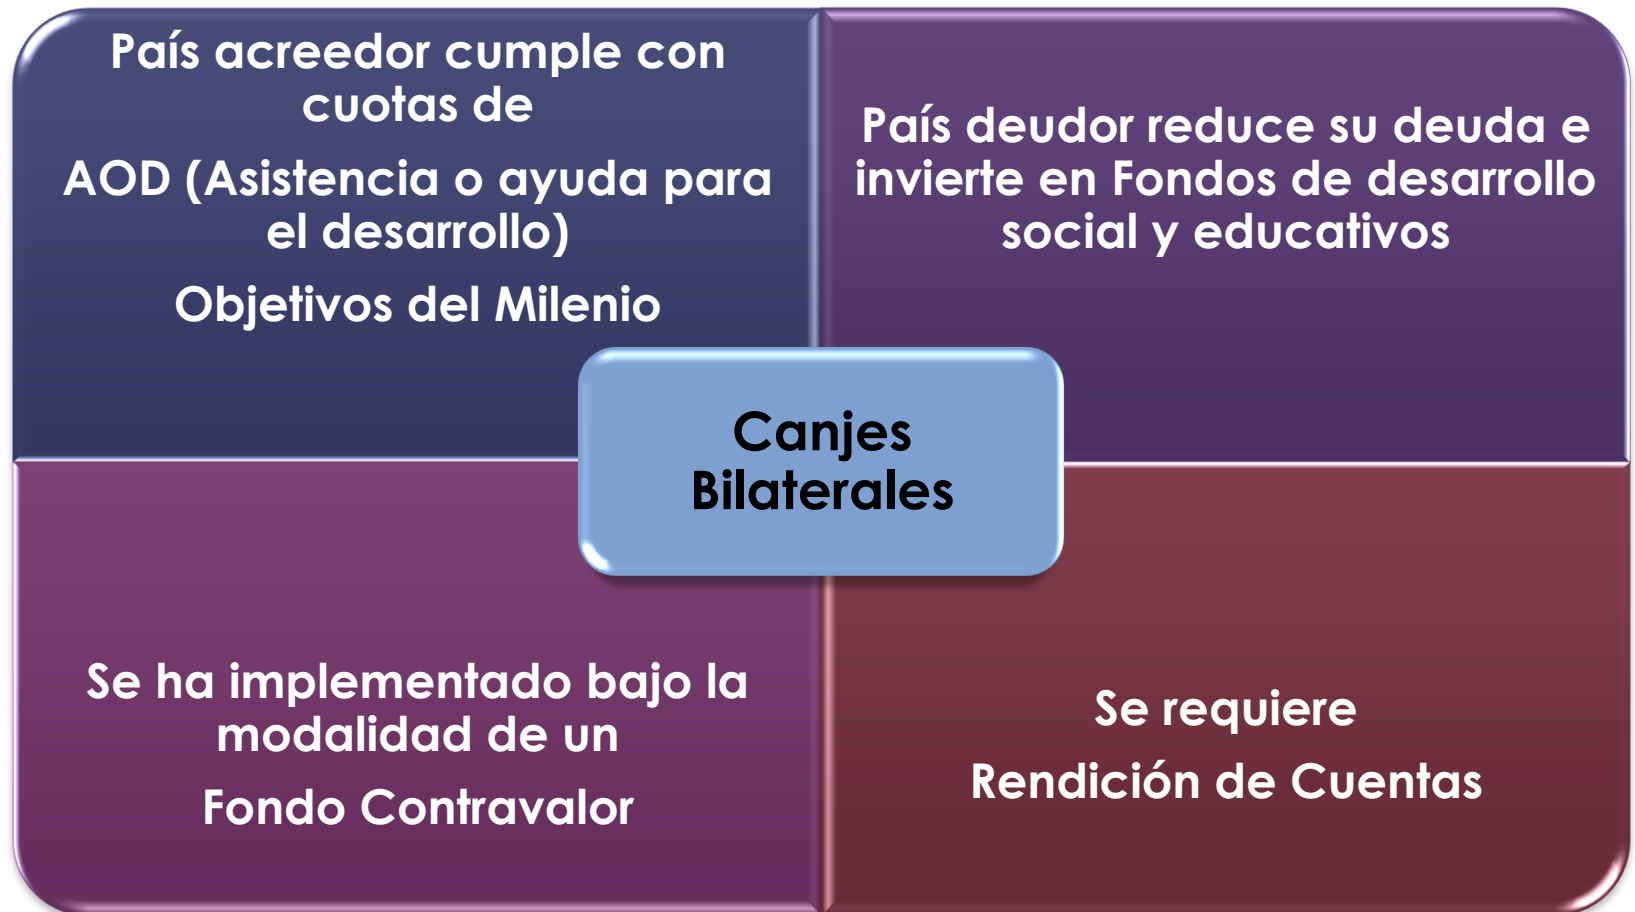 País acreedor cumple con
cuotas de
AOD (Asistencia o ayuda para
el desarrollo)
Objetivos del Milenio
País deudor reduce su deuda e
invierte en Fondos de desarrollo
social y educativos
Canjes
Bilaterales
Se ha implementado bajo la
modalidad de un
Fondo Contravalor
Se requiere
Rendición de Cuentas